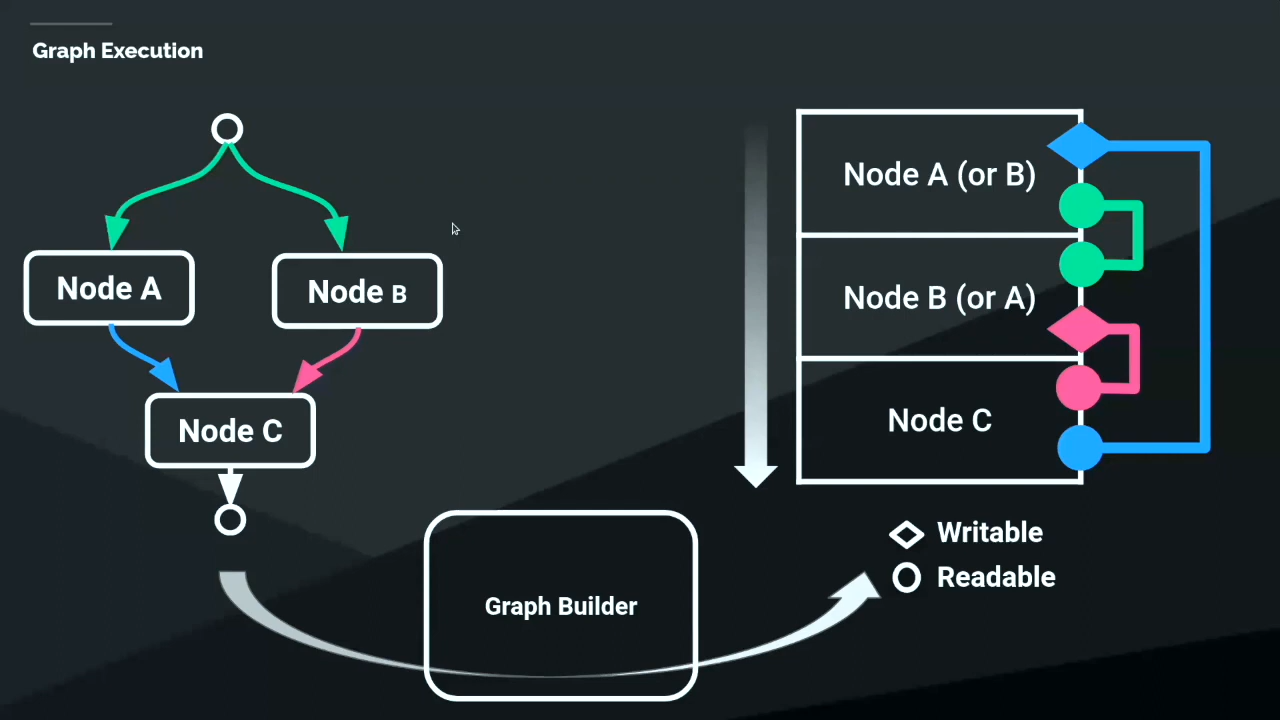 Graph Execution
Node A
Node B
Node C
Graph Builder
Node A (or B)
Node B (or A)
Node C
Writable
Readable